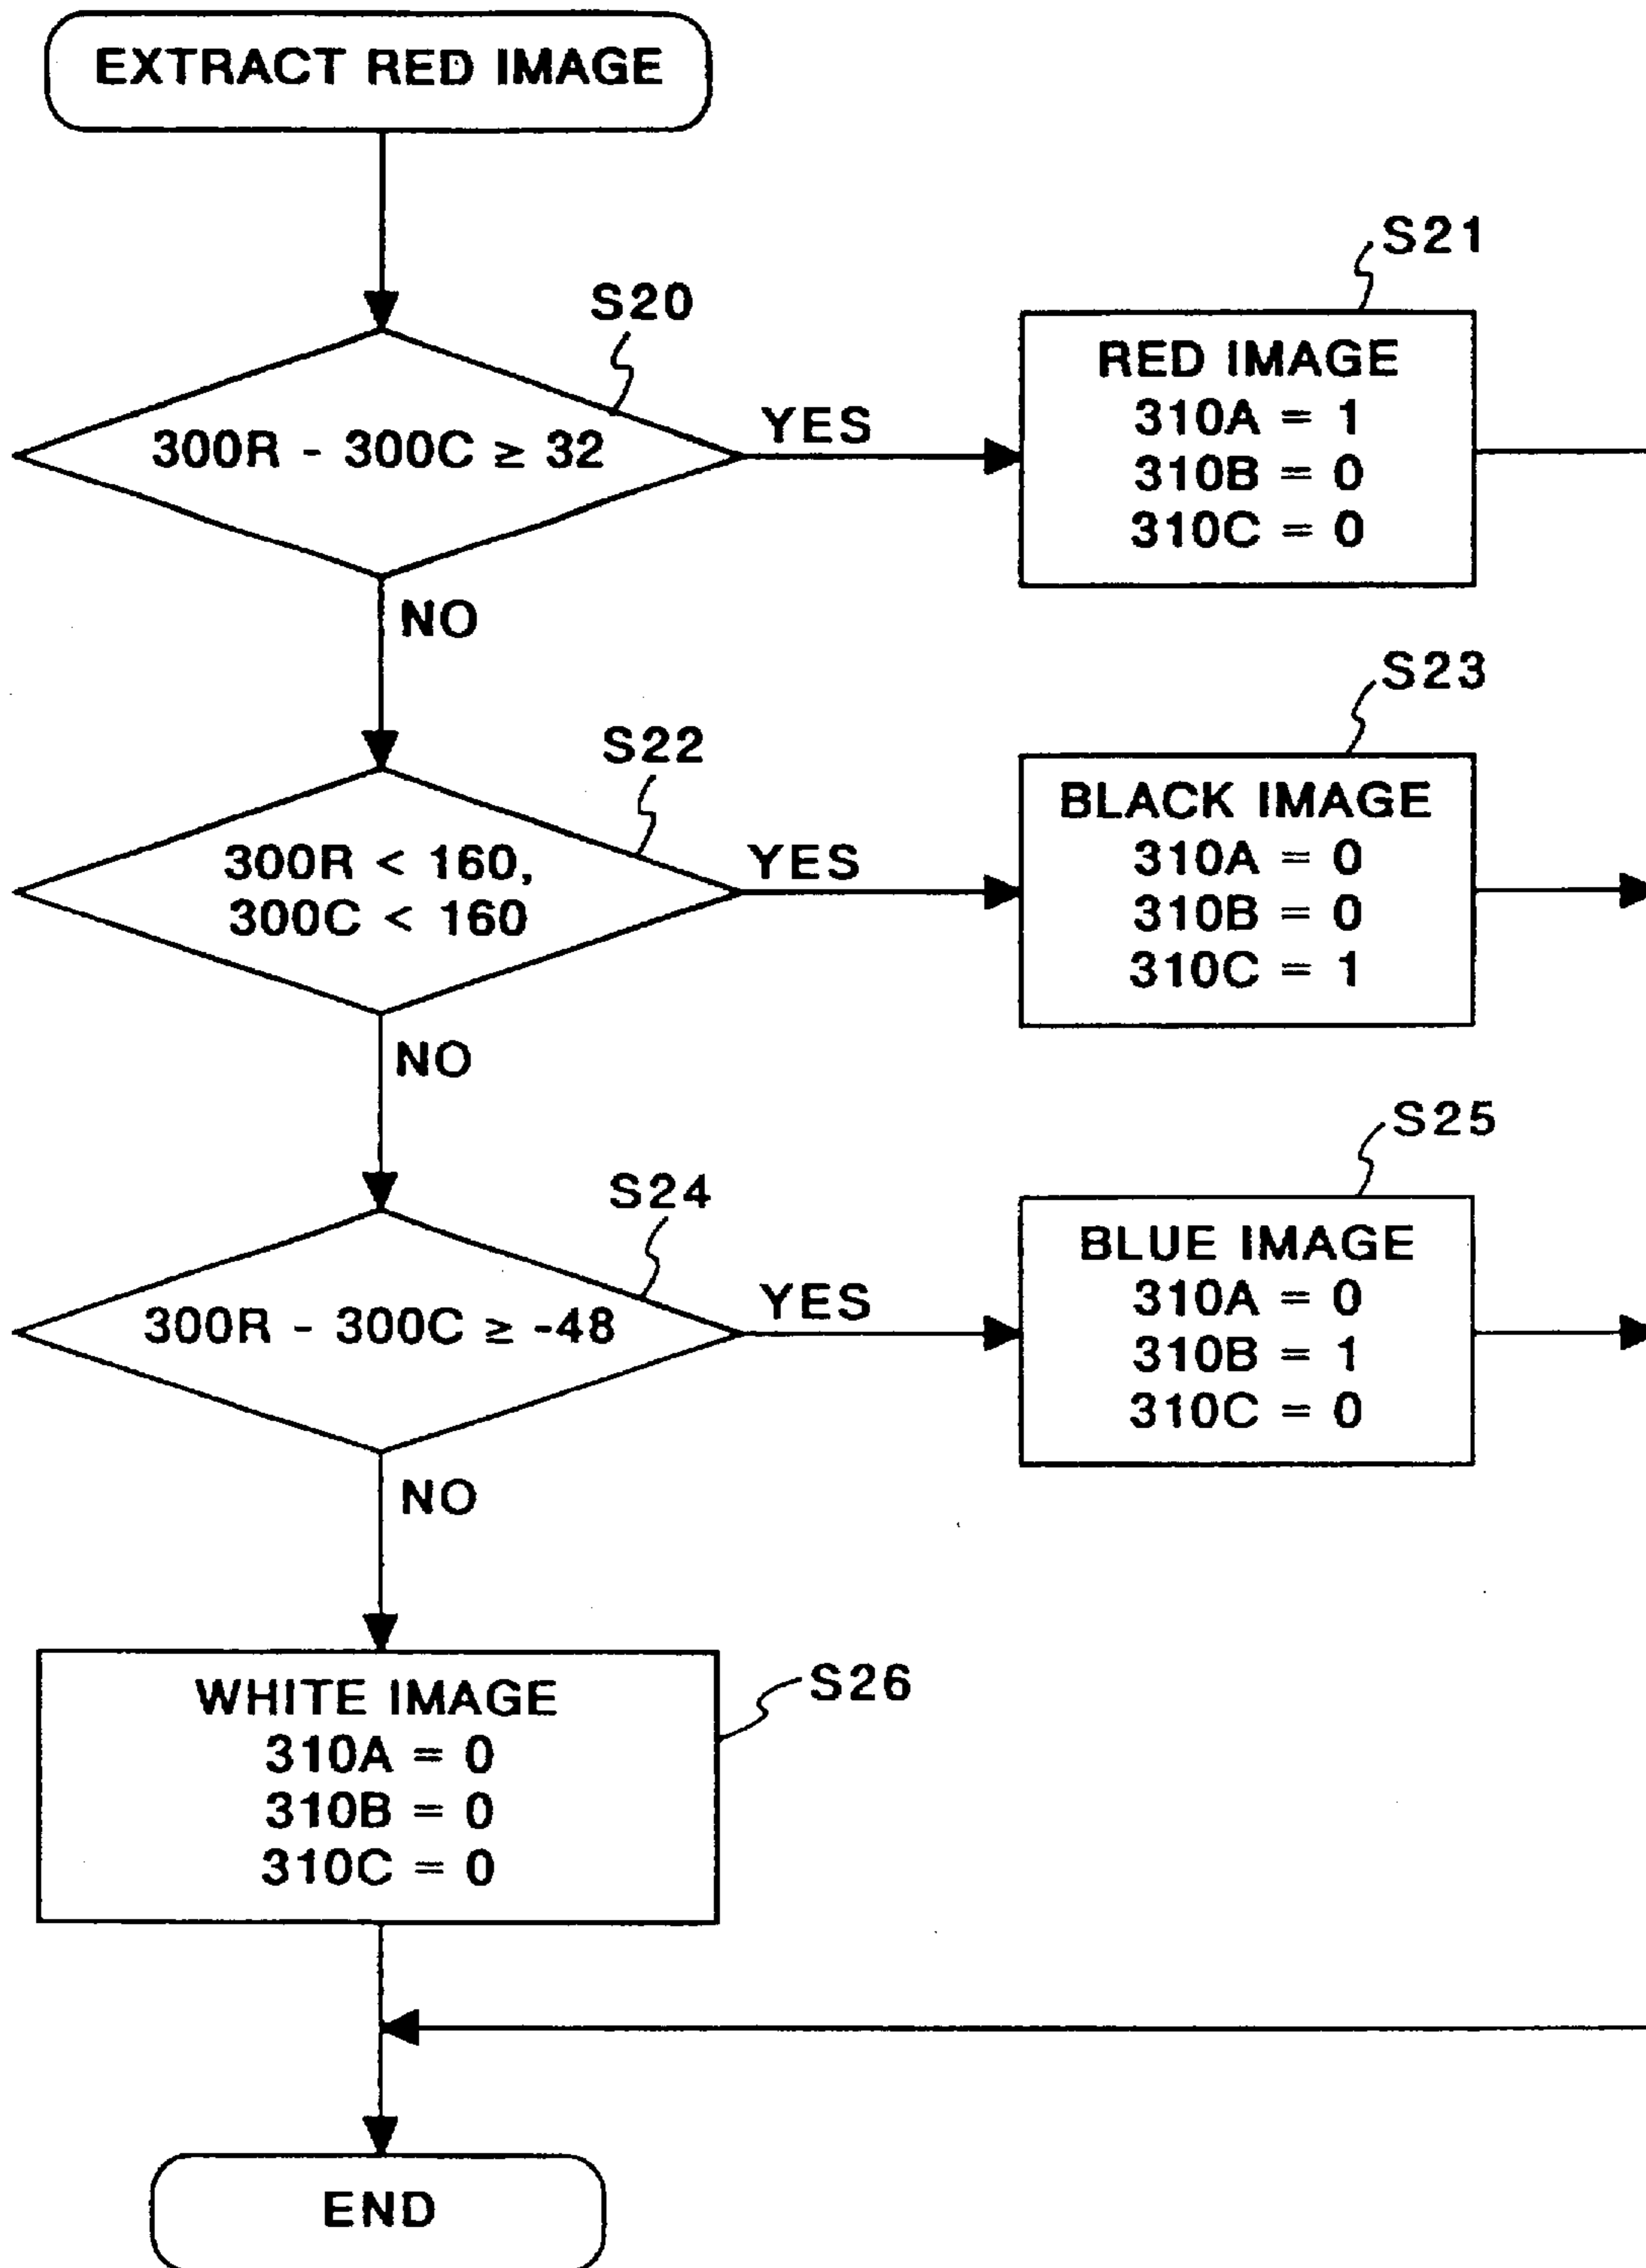 EXTRACT RED IMAGE
S20
300R - 300C ≥ 32
YES
S21
RED IMAGE
310A = 1
310B = 0
310C = 0
NO
S22
300R < 160,
300C < 160
YES
S23
BLACK IMAGE
310A = 0
310B = 0
310C = 1
NO
S24
300R - 300C ≥ -48
YES
S25
BLUE IMAGE
310A = 0
310B = 1
310C = 0
NO
S26
WHITE IMAGE
310A = 0
310B = 0
310C = 0
END